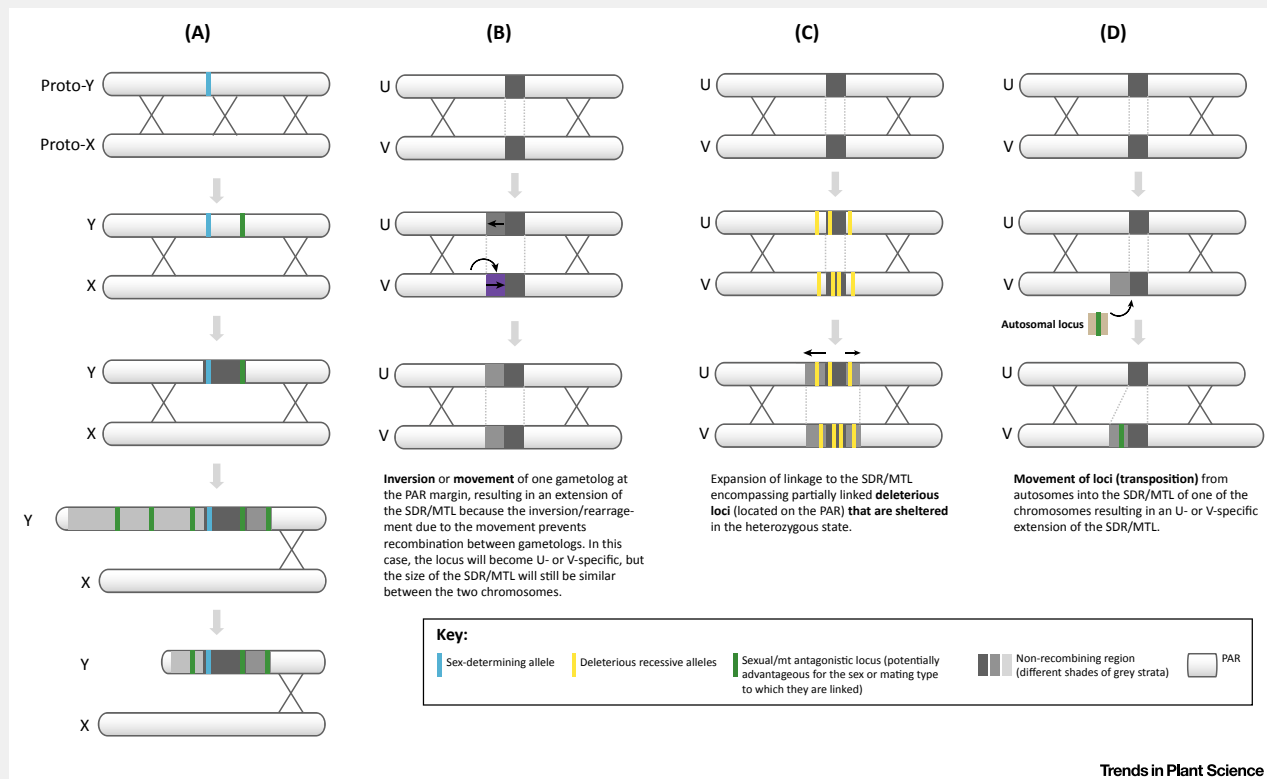 (A)
Proto-Y
Proto-X
Y
X
Y
X
Y
X
Y
X
(B)
U
V
U
V
U
V
Inversion or movement of one gametolog at
the PAR margin, resulting in an extension of
the SDR/MTL because the inversion/rearrange-
ment due to the movement prevents
recombination between gametologs. In this
case, the locus will become U- or V-specific, but
the size of the SDR/MTL will still be similar
between the two chromosomes.
(C)
U
V
U
V
U
V
Expansion of linkage to the SDR/MTL
encompassing partially linked deleterious
loci (located on the PAR) that are sheltered
in the heterozygous state.
(D)
U
V
U
V
Autosomal locus
U
V
Movement of loci (transposition) from
autosomes into the SDR/MTL of one of the
chromosomes resulting in an U- or V-specific
extension of the SDR/MTL.
Key:
Sex-determining allele
Deleterious recessive alleles
Sexual/mt antagonistic locus (potentially
advantageous for the sex or mating type
to which they are linked)
Non-recombining region
(different shades of grey strata)
PAR
Trends in Plant Science